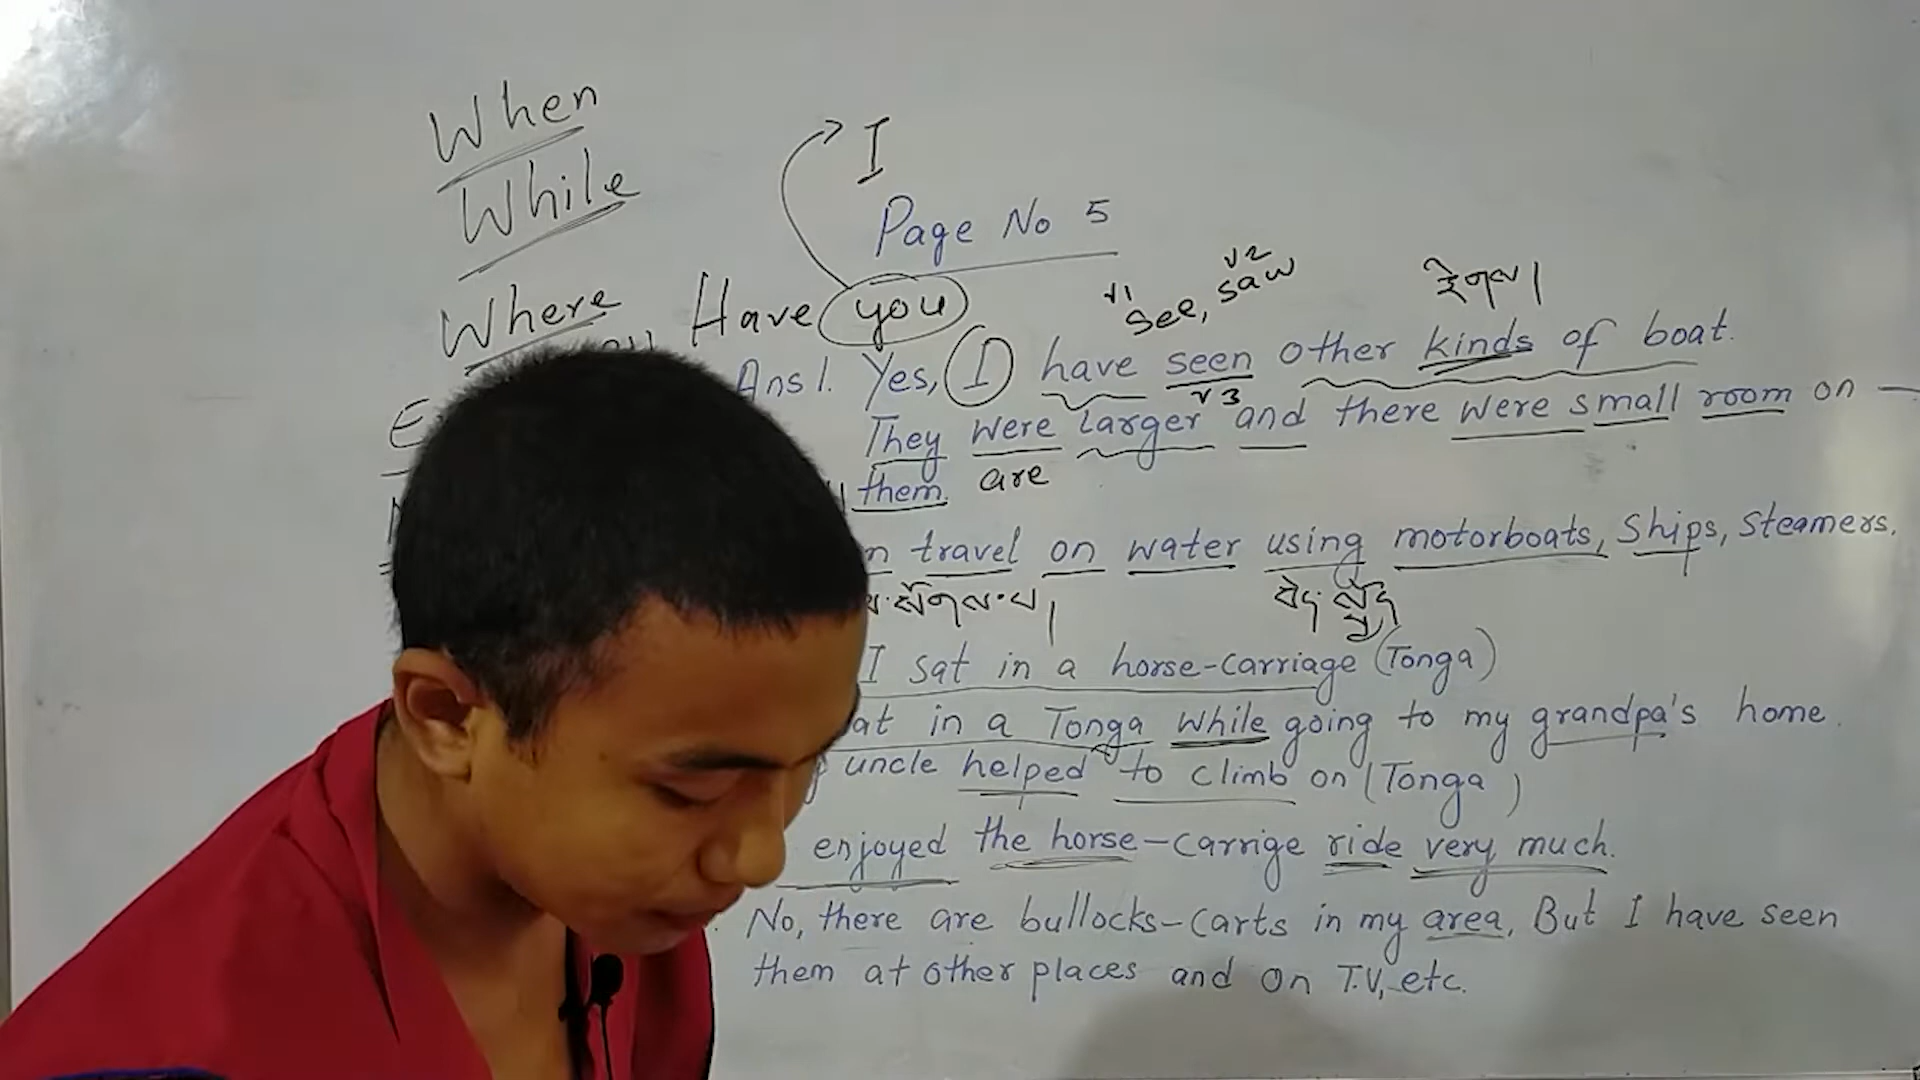 When
While
I
Page No 5
Where
Have you
v1 see, v2 saw
རིགས།
Ans 1. Yes, I have seen other kinds of boat.
v3
They were larger and there were small room on —
them.
are
travel on water using motorboats, Ships, Steamers.
I sat in a horse-carriage (Tonga)
at in a Tonga while going to my grandpa's home.
uncle helped to climb on (Tonga)
enjoyed the horse-carrige ride very much.
No, there are bullocks-carts in my area, But I have seen
them at other places and on T.V, etc.